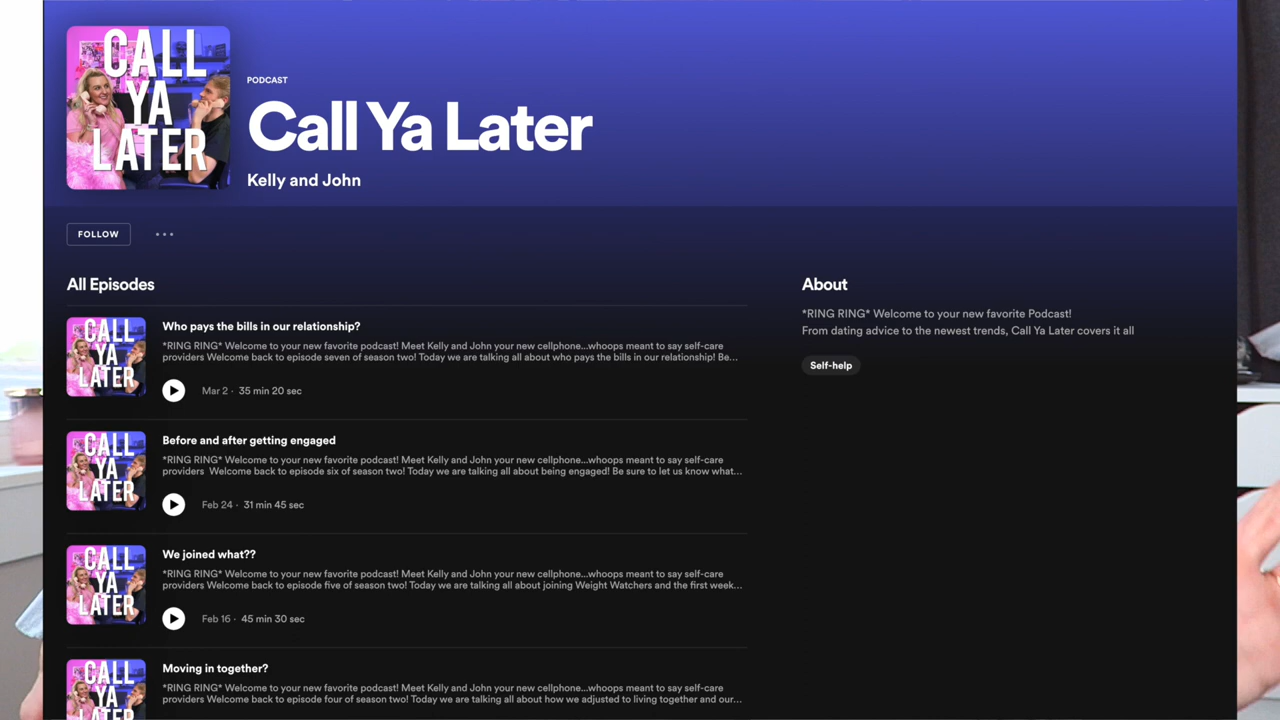 CALL
YA
LATER
PODCAST
Call Ya Later
Kelly and John
FOLLOW
All Episodes
CALL
YA
LATER
Who pays the bills in our relationship?
*RING RING* Welcome to your new favorite podcast! Meet Kelly and John your new cellphone...whoops meant to say self-care
providers Welcome back to episode seven of season two! Today we are talking all about who pays the bills in our relationship! Be...
Mar 2 · 35 min 20 sec
CALL
YA
LATER
Before and after getting engaged
*RING RING* Welcome to your new favorite podcast! Meet Kelly and John your new cellphone...whoops meant to say self-care
providers  Welcome back to episode six of season two! Today we are talking all about being engaged! Be sure to let us know what...
Feb 24 · 31 min 45 sec
CALL
YA
LATER
We joined what??
*RING RING* Welcome to your new favorite podcast! Meet Kelly and John your new cellphone...whoops meant to say self-care
providers Welcome back to episode five of season two! Today we are talking all about joining Weight Watchers and the first week...
Feb 16 · 45 min 30 sec
CALL
YA
LATER
Moving in together?
*RING RING* Welcome to your new favorite podcast! Meet Kelly and John your new cellphone...whoops meant to say self-care
providers Welcome back to episode four of season two! Today we are talking all about how we adjusted to living together and our...
About
*RING RING* Welcome to your new favorite Podcast!
From dating advice to the newest trends, Call Ya Later covers it all
Self-help